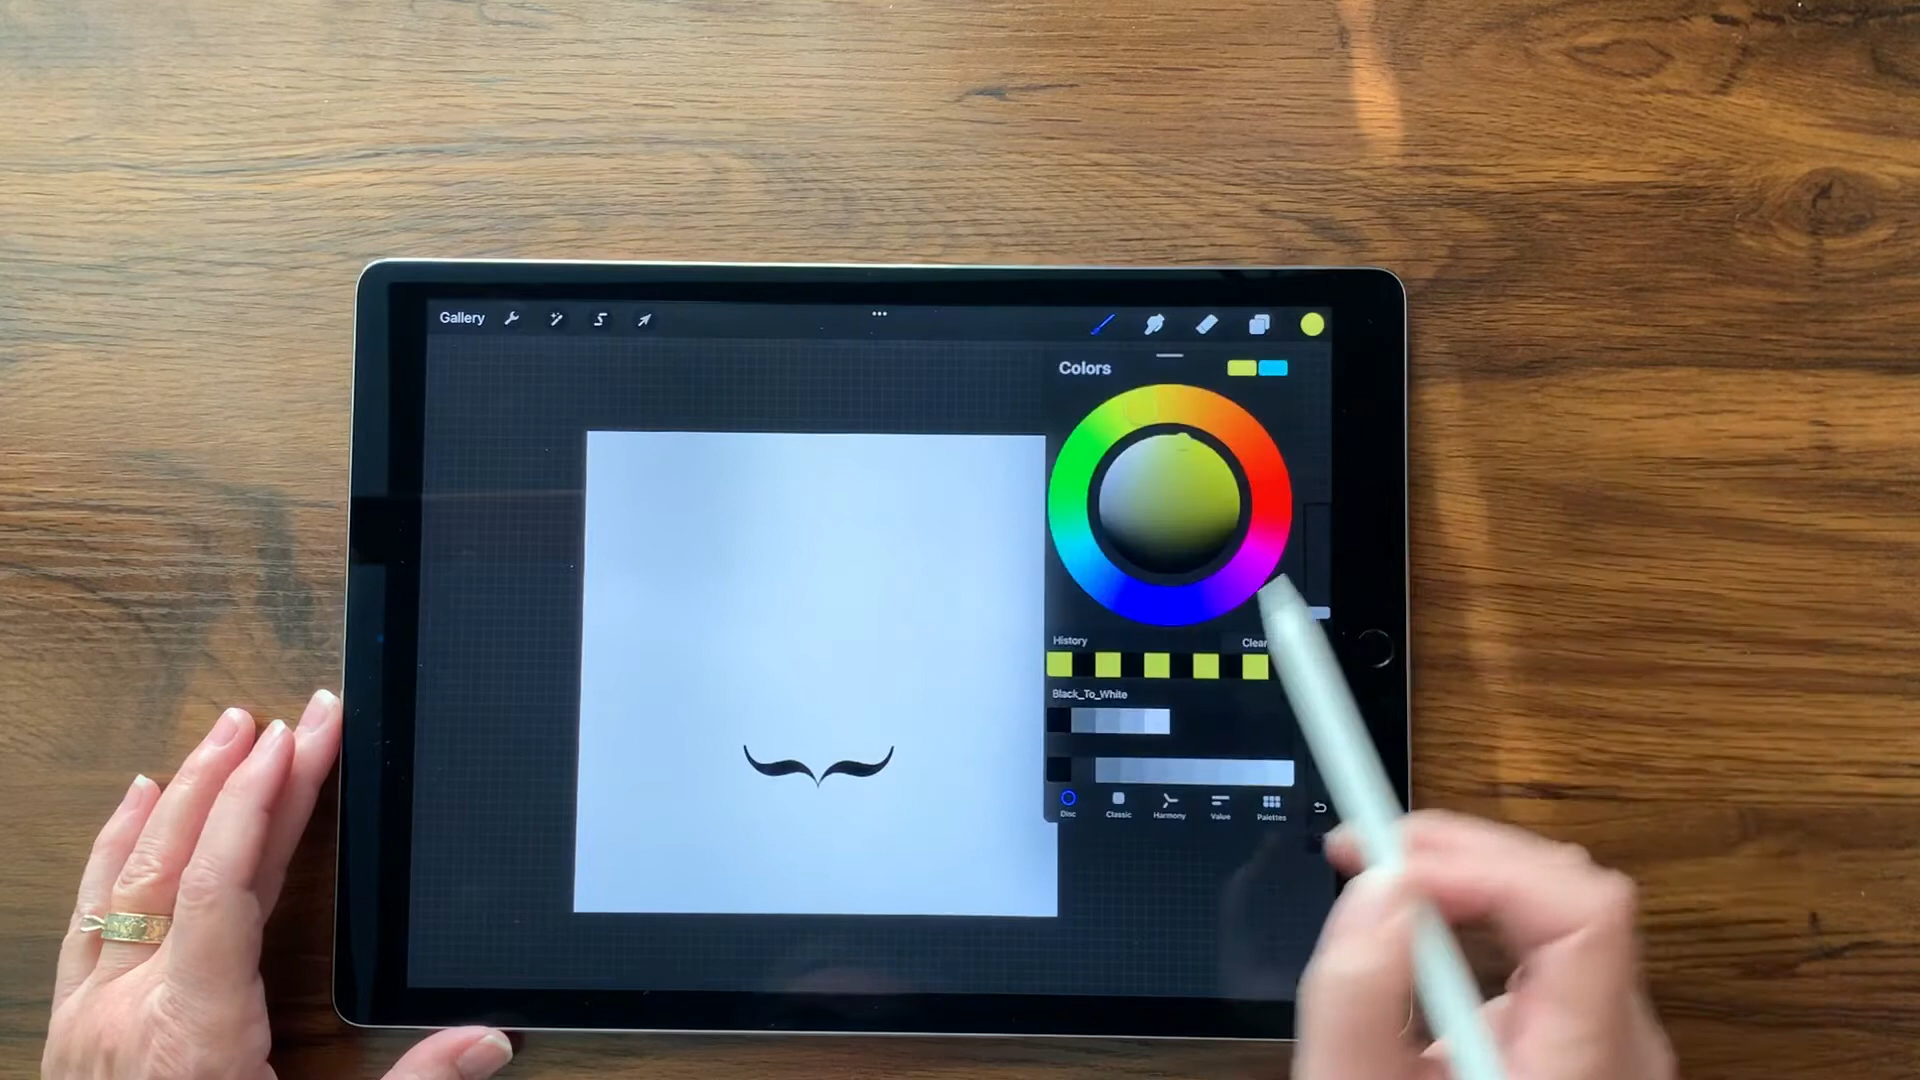 Gallery
Colors
History Clear
Black_To_White
Disc Classic Harmony Value Palettes